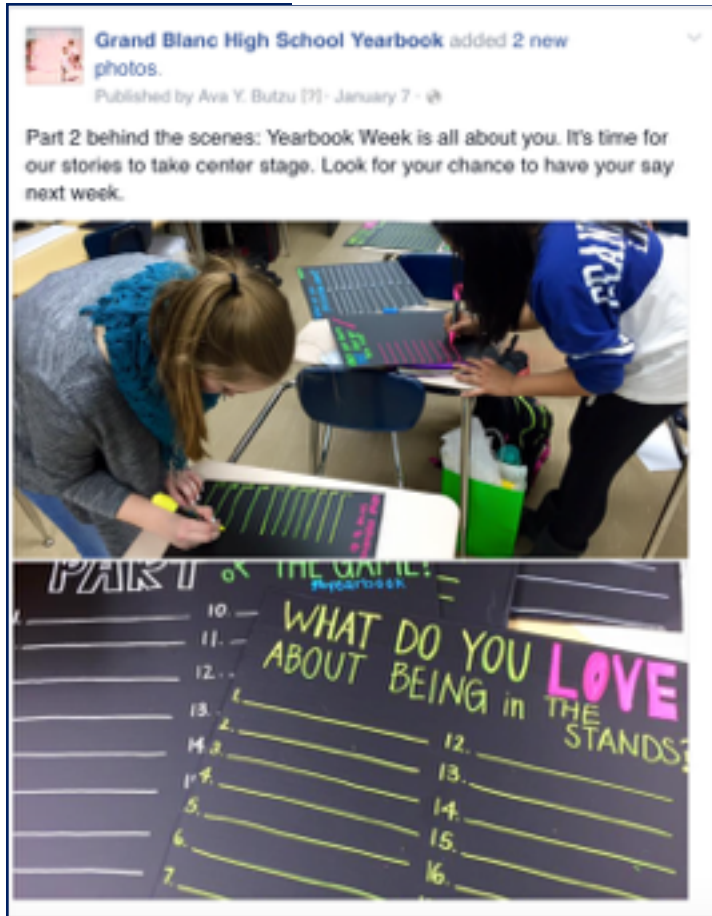 Grand Blanc High School Yearbook added 2 new
photos.
Published by Ava Y. Butzu [?] · January 7 ·
Part 2 behind the scenes: Yearbook Week is all about you. It's time for
our stories to take center stage. Look for your chance to have your say
next week.
PART OF THE GAME!
#yearbook
10.
11.
12.
13.
14.
WHAT DO YOU LOVE
ABOUT BEING in THE
STANDS?
1.
2.
3.
4.
5.
6.
7.
12.
13.
14.
15.
16.